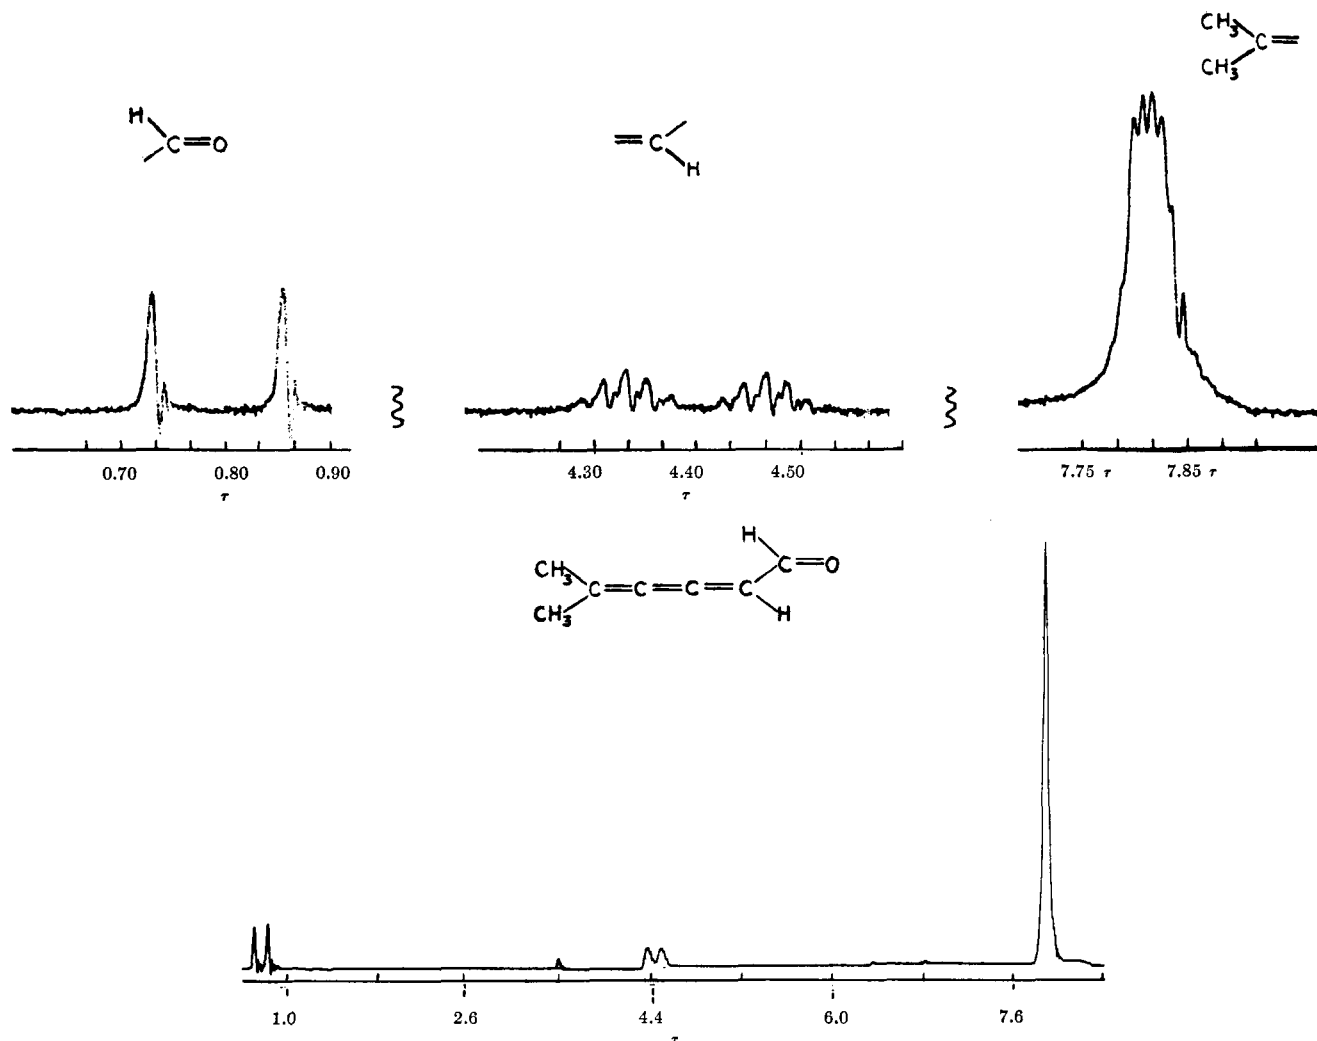 CH3
C
CH3
H
C O
C
H
0.70 0.80 0.90
τ
4.30 4.40 4.50
τ
7.75 τ 7.85 τ
H
C O
CH3
C C C C
CH3
H
1.0 2.6 4.4 6.0 7.6
τ